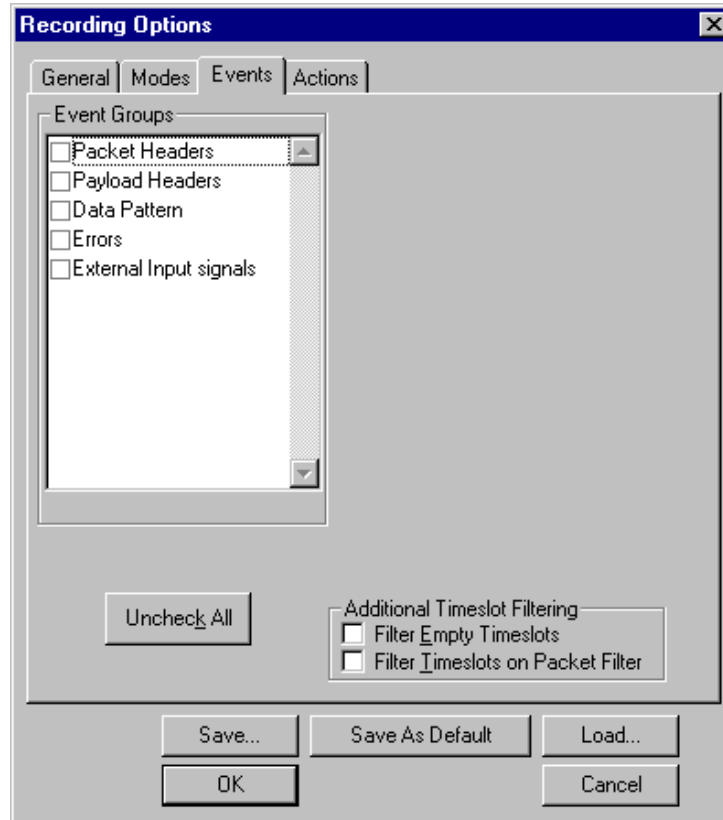 Recording Options
General Modes Events Actions
Event Groups
Packet Headers
Payload Headers
Data Pattern
Errors
External Input signals
Uncheck All
Additional Timeslot Filtering
Filter Empty Timeslots
Filter Timeslots on Packet Filter
Save... Save As Default Load...
OK Cancel